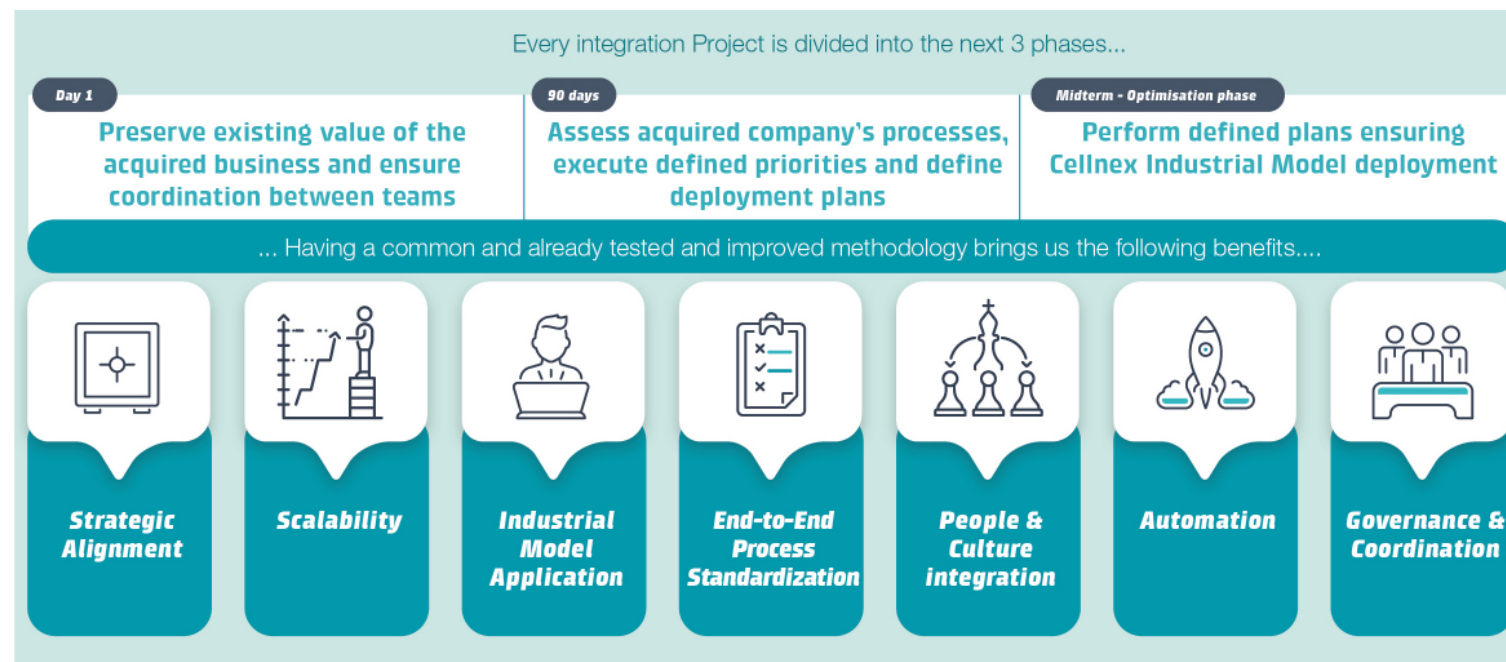 Every integration Project is divided into the next 3 phases...
Day 1
Preserve existing value of the
acquired business and ensure
coordination between teams
90 days
Assess acquired company's processes,
execute defined priorities and define
deployment plans
Midterm - Optimisation phase
Perform defined plans ensuring
Cellnex Industrial Model deployment
... Having a common and already tested and improved methodology brings us the following benefits....
Strategic
Alignment
Scalability
Industrial
Model
Application
End-to-End
Process
Standardization
People &
Culture
integration
Automation
Governance &
Coordination